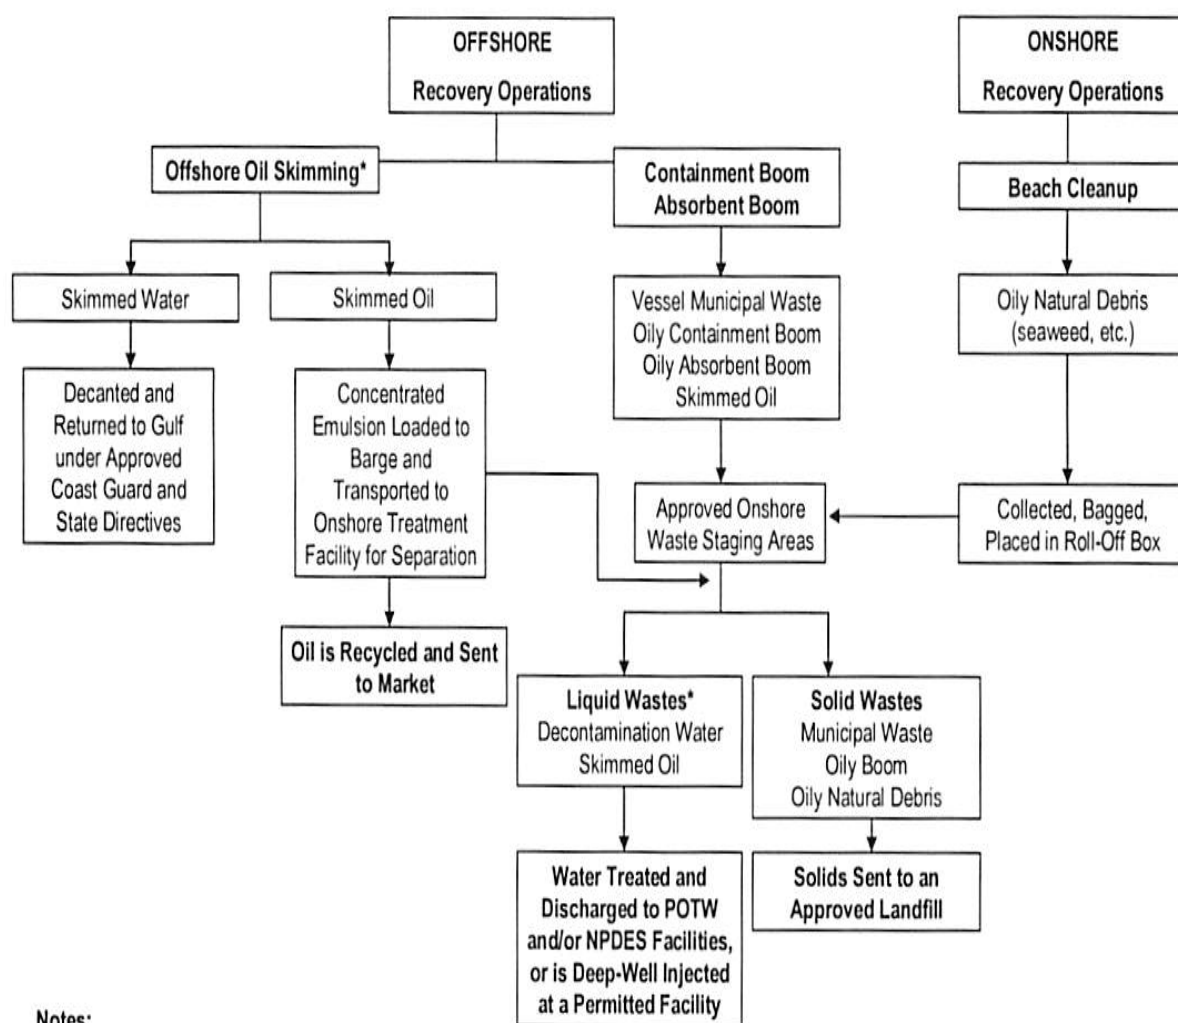 OFFSHORE
Recovery Operations
ONSHORE
Recovery Operations
Offshore Oil Skimming*
Containment Boom
Absorbent Boom
Beach Cleanup
Skimmed Water
Skimmed Oil
Vessel Municipal Waste
Oily Containment Boom
Oily Absorbent Boom
Skimmed Oil
Oily Natural Debris
(seaweed, etc.)
Decanted and
Returned to Gulf
under Approved
Coast Guard and
State Directives
Concentrated
Emulsion Loaded to
Barge and
Transported to
Onshore Treatment
Facility for Separation
Approved Onshore
Waste Staging Areas
Collected, Bagged,
Placed in Roll-Off Box
Oil is Recycled and Sent
to Market
Liquid Wastes*
Decontamination Water
Skimmed Oil
Solid Wastes
Municipal Waste
Oily Boom
Oily Natural Debris
Water Treated and
Discharged to POTW
and/or NPDES Facilities,
or is Deep-Well Injected
at a Permitted Facility
Solids Sent to an
Approved Landfill
Notes: